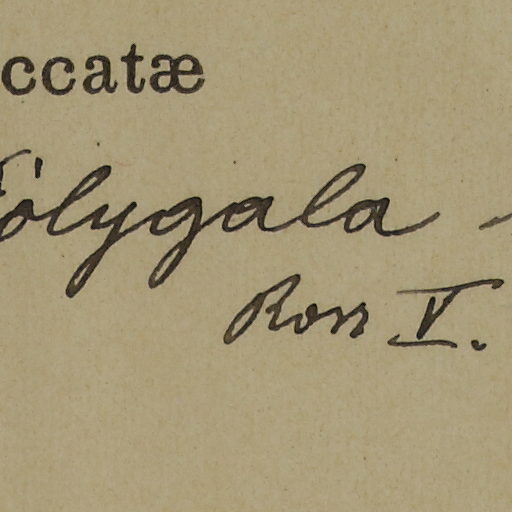 ccatæ
Polygala -
Ross V.